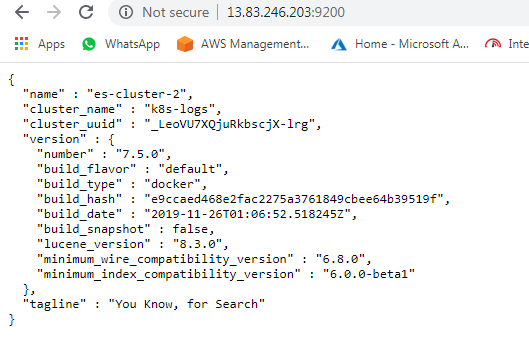 Not secure | 13.83.246.203:9200
Apps WhatsApp AWS Management... Home - Microsoft A... Inte
{
"name" : "es-cluster-2",
"cluster_name" : "k8s-logs",
"cluster_uuid" : "_LeoVU7XQjuRkbscjX-lrg",
"version" : {
"number" : "7.5.0",
"build_flavor" : "default",
"build_type" : "docker",
"build_hash" : "e9ccaed468e2fac2275a3761849cbee64b39519f",
"build_date" : "2019-11-26T01:06:52.518245Z",
"build_snapshot" : false,
"lucene_version" : "8.3.0",
"minimum_wire_compatibility_version" : "6.8.0",
"minimum_index_compatibility_version" : "6.0.0-beta1"
},
"tagline" : "You Know, for Search"
}